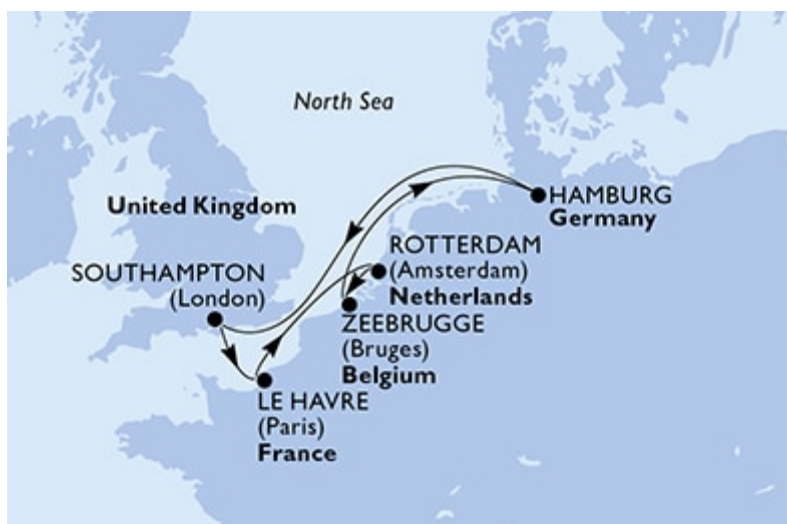 North Sea
United Kingdom
HAMBURG
Germany
ROTTERDAM
(Amsterdam)
Netherlands
SOUTHAMPTON
(London)
ZEEBRUGGE
(Bruges)
Belgium
LE HAVRE
(Paris)
France